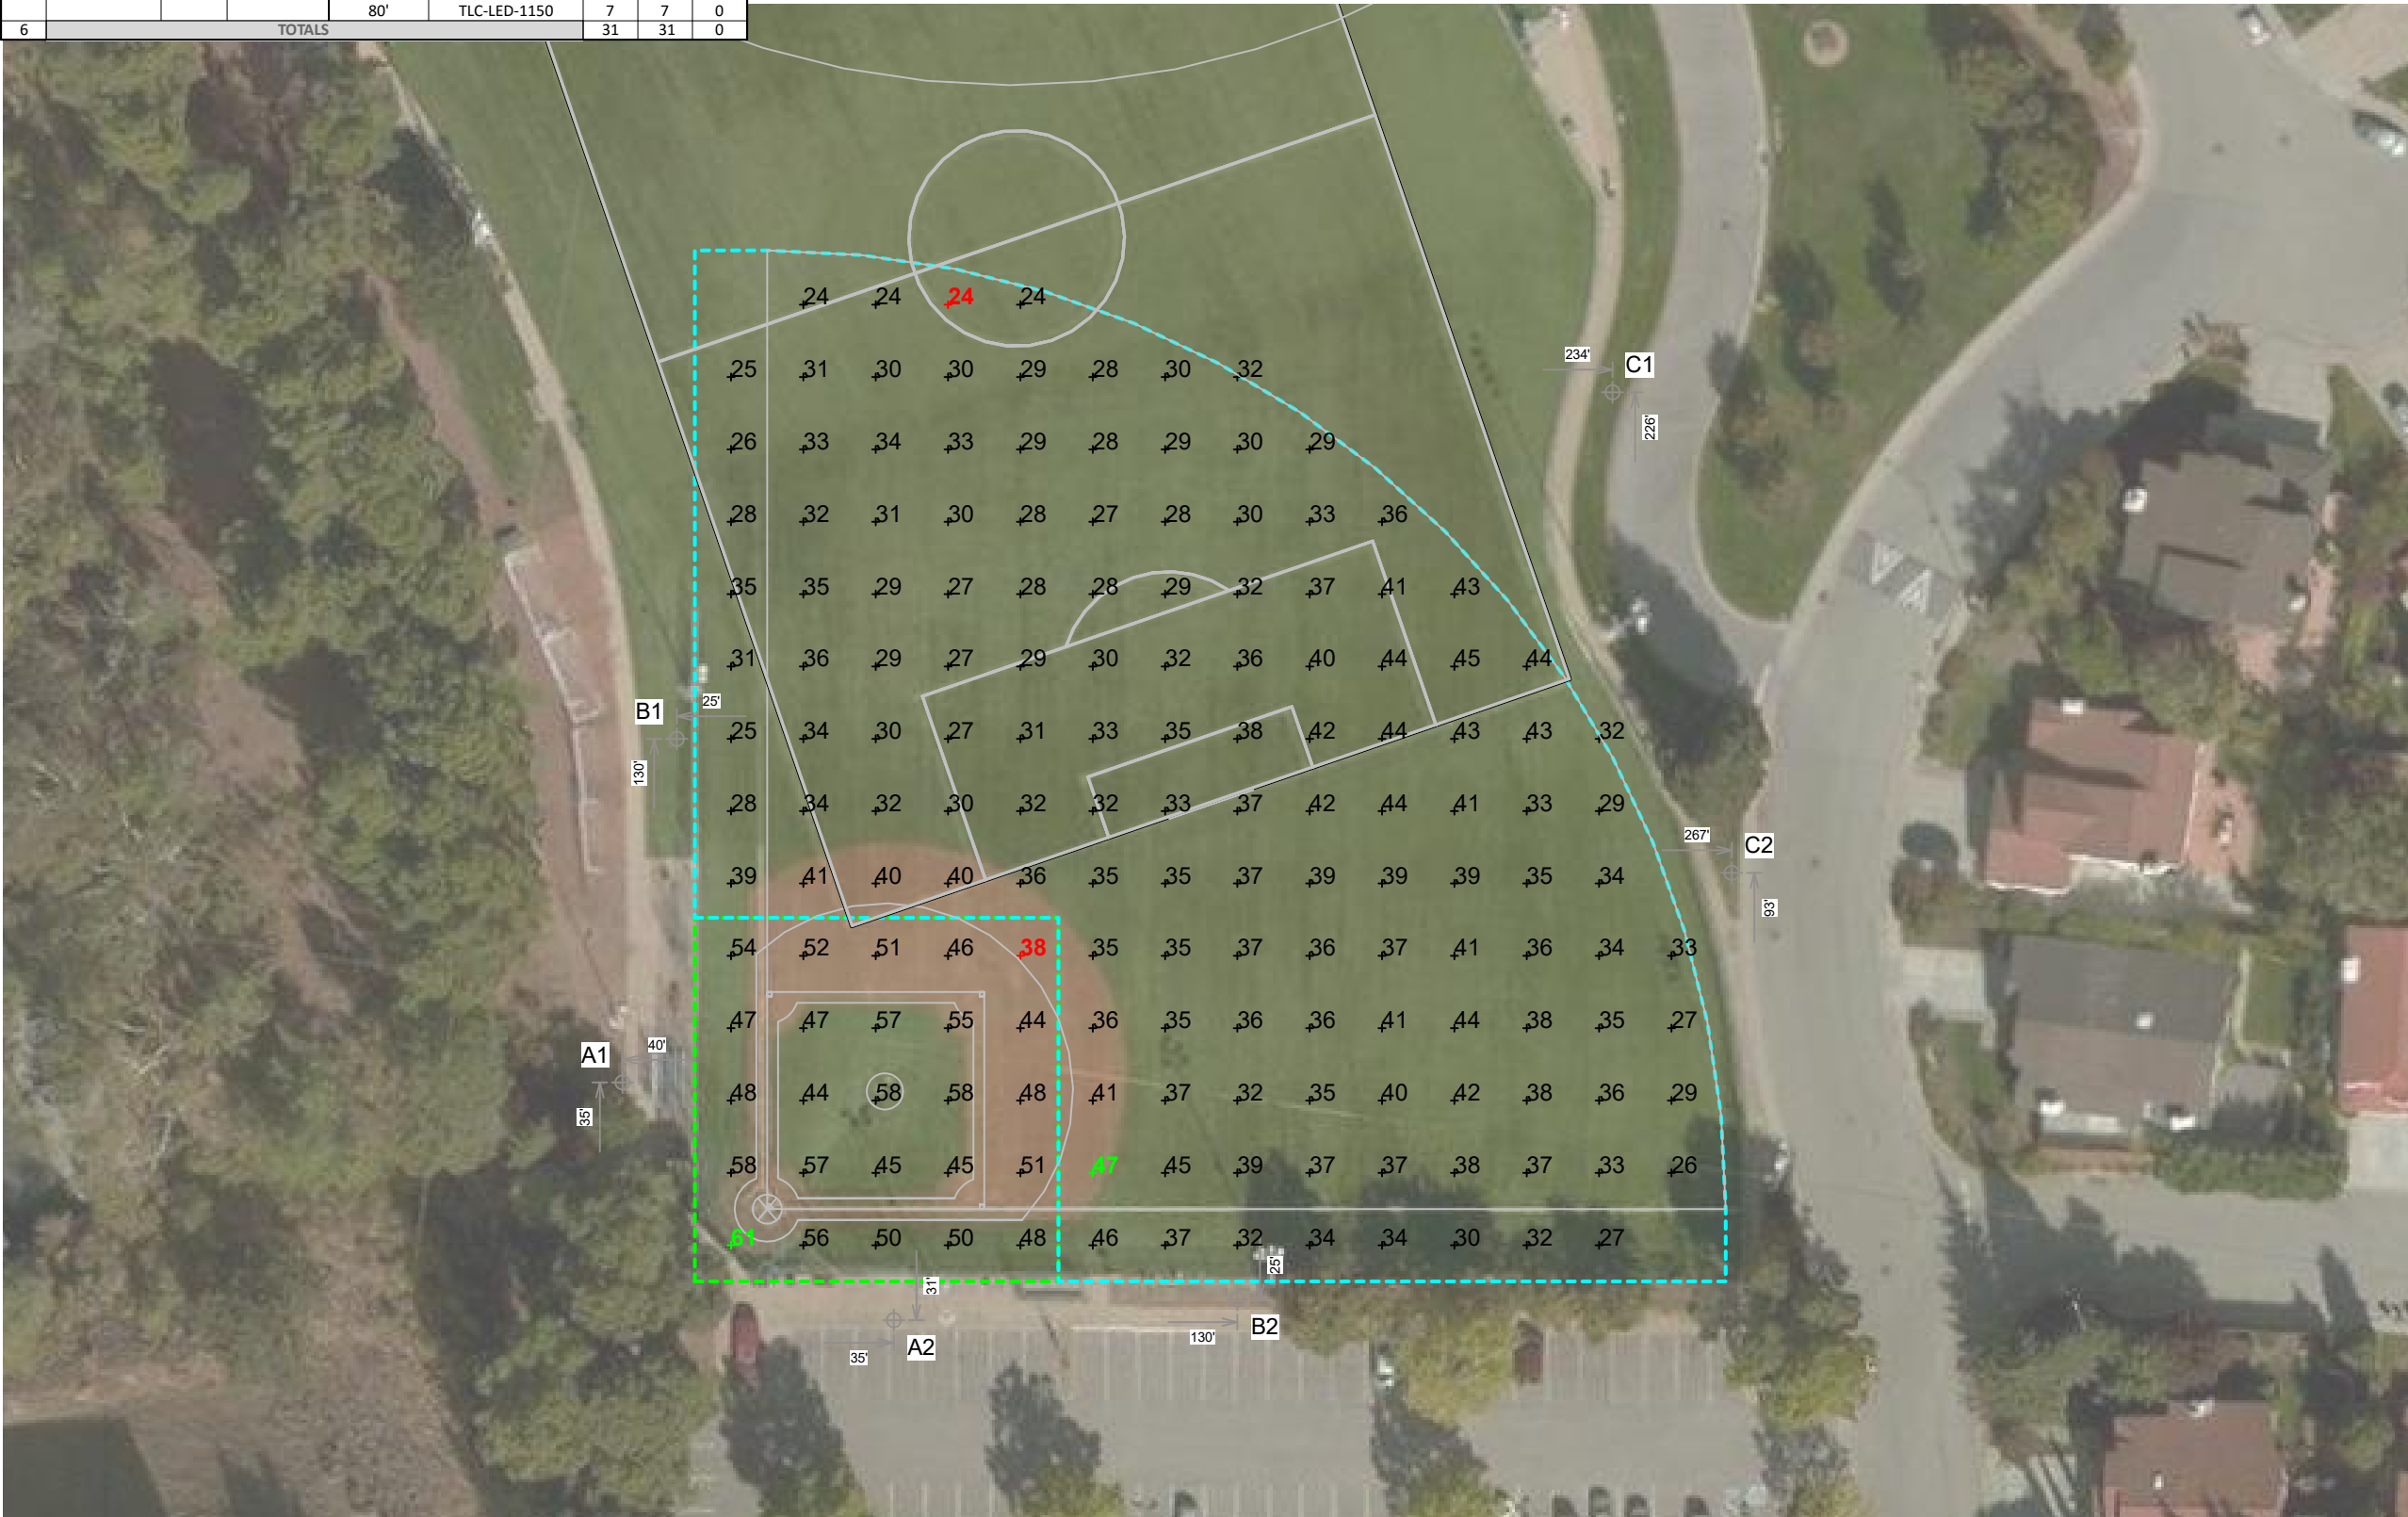 80' TLC-LED-1150 7 7 0
6 TOTALS 31 31 0
24 24 24 24
25 31 30 30 29 28 30 32
234' C1
226'
26 33 34 33 29 28 29 30 29
28 32 31 30 28 27 28 30 33 36
35 35 29 27 28 28 29 32 37 41 43
31 36 29 27 29 30 32 36 40 44 45 44
B1 25'
130'
25 34 30 27 31 33 35 38 42 44 43 43 32
28 34 32 30 32 32 33 37 42 44 41 33 29
267' C2
93'
39 41 40 40 36 35 35 37 39 39 39 35 34
54 52 51 46 38 35 35 37 36 37 41 36 34 33
47 47 57 55 44 36 35 36 36 41 44 38 35 27
A1 40'
35'
48 44 58 58 48 41 37 32 35 40 42 38 36 29
58 57 45 45 51 47 45 39 37 37 38 37 33 26
61 56 50 50 48 46 37 32 34 34 30 32 27
31' 25'
35' A2 130' B2